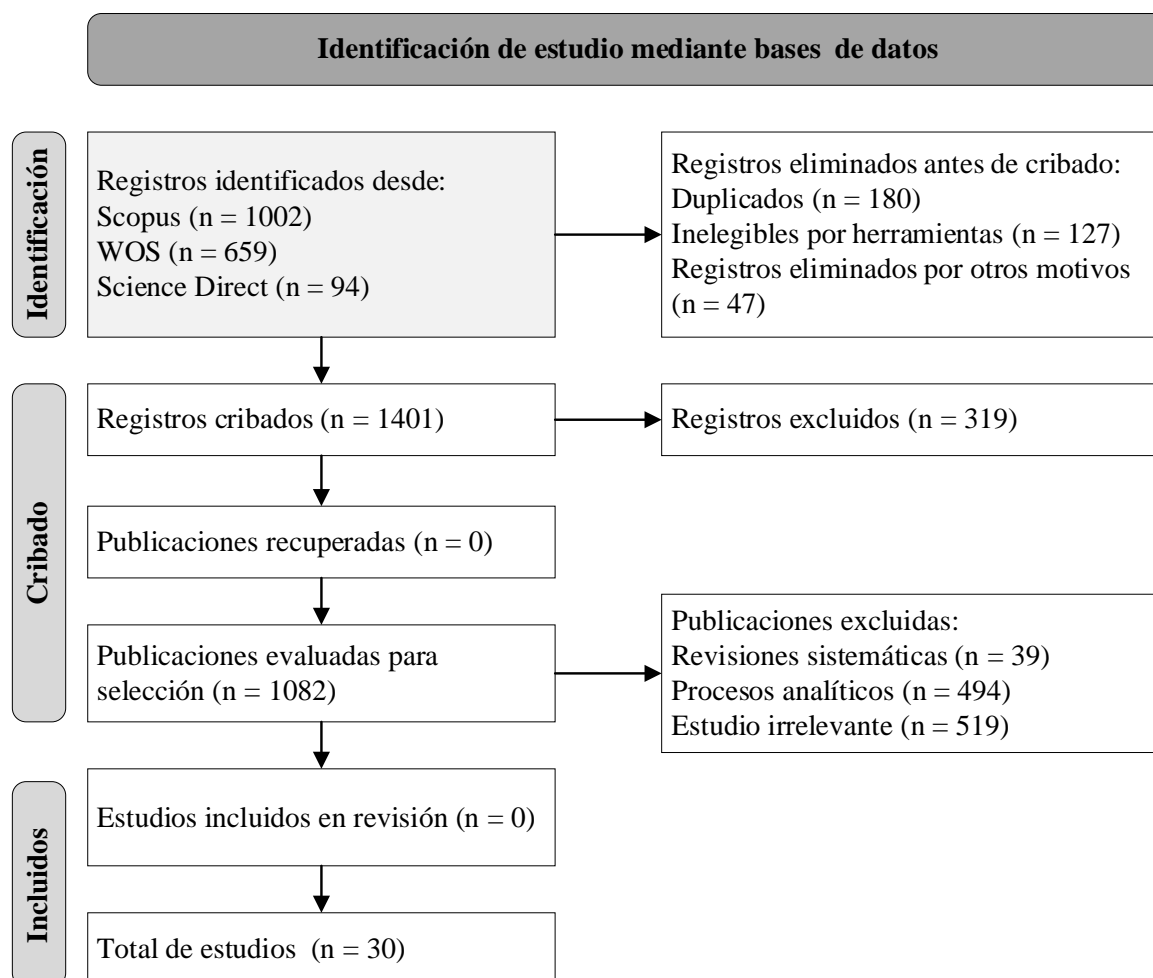 Identificación de estudio mediante bases de datos
Identificación
Registros identificados desde:
Scopus (n = 1002)
WOS (n = 659)
Science Direct (n = 94)
Registros eliminados antes de cribado:
Duplicados (n = 180)
Inelegibles por herramientas (n = 127)
Registros eliminados por otros motivos
(n = 47)
Cribado
Registros cribados (n = 1401)
Registros excluidos (n = 319)
Publicaciones recuperadas (n = 0)
Publicaciones evaluadas para
selección (n = 1082)
Publicaciones excluidas:
Revisiones sistemáticas (n = 39)
Procesos analíticos (n = 494)
Estudio irrelevante (n = 519)
Incluidos
Estudios incluidos en revisión (n = 0)
Total de estudios (n = 30)